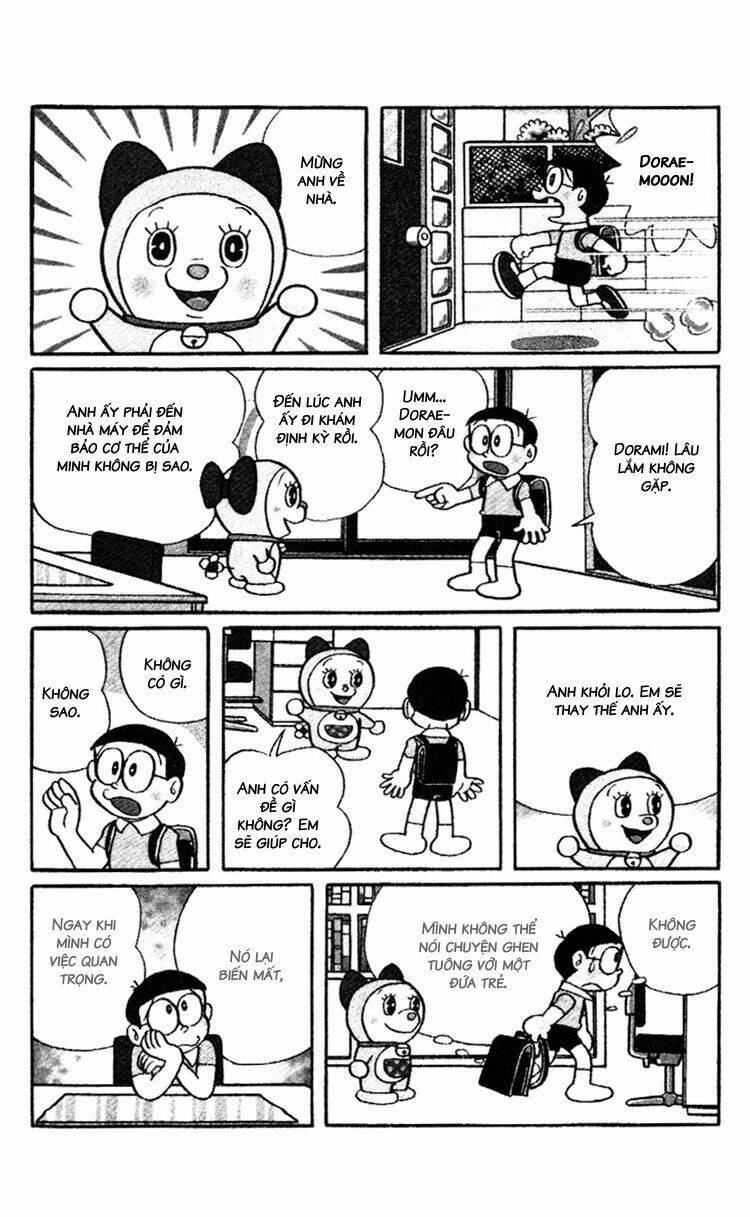 DORAE-
MOOON!
MỪNG
ANH VỀ
NHÀ.
DORAMI! LÂU
LẮM KHÔNG
GẶP.
UMM...
DORAE-
MON ĐÂU
RỒI?
ĐẾN LÚC ANH
ẤY ĐI KHÁM
ĐỊNH KỲ RỒI.
ANH ẤY PHẢI ĐẾN
NHÀ MÁY ĐỂ ĐẢM
BẢO CƠ THỂ CỦA
MINH KHÔNG BỊ SAO.
ANH KHỎI LO. EM SẼ
THAY THẾ ANH ẤY.
ANH CÓ VẤN
ĐỀ GÌ
KHÔNG? EM
SẼ GIÚP CHO.
KHÔNG
CÓ GÌ.
KHÔNG
SAO.
KHÔNG
ĐƯỢC.
MÌNH KHÔNG THỂ
NÓI CHUYỆN GHEN
TUÔNG VỚI MỘT
ĐỨA TRẺ.
NÓ LẠI
BIẾN MẤT,
NGAY KHI
MÌNH CÓ
VIỆC QUAN
TRỌNG.